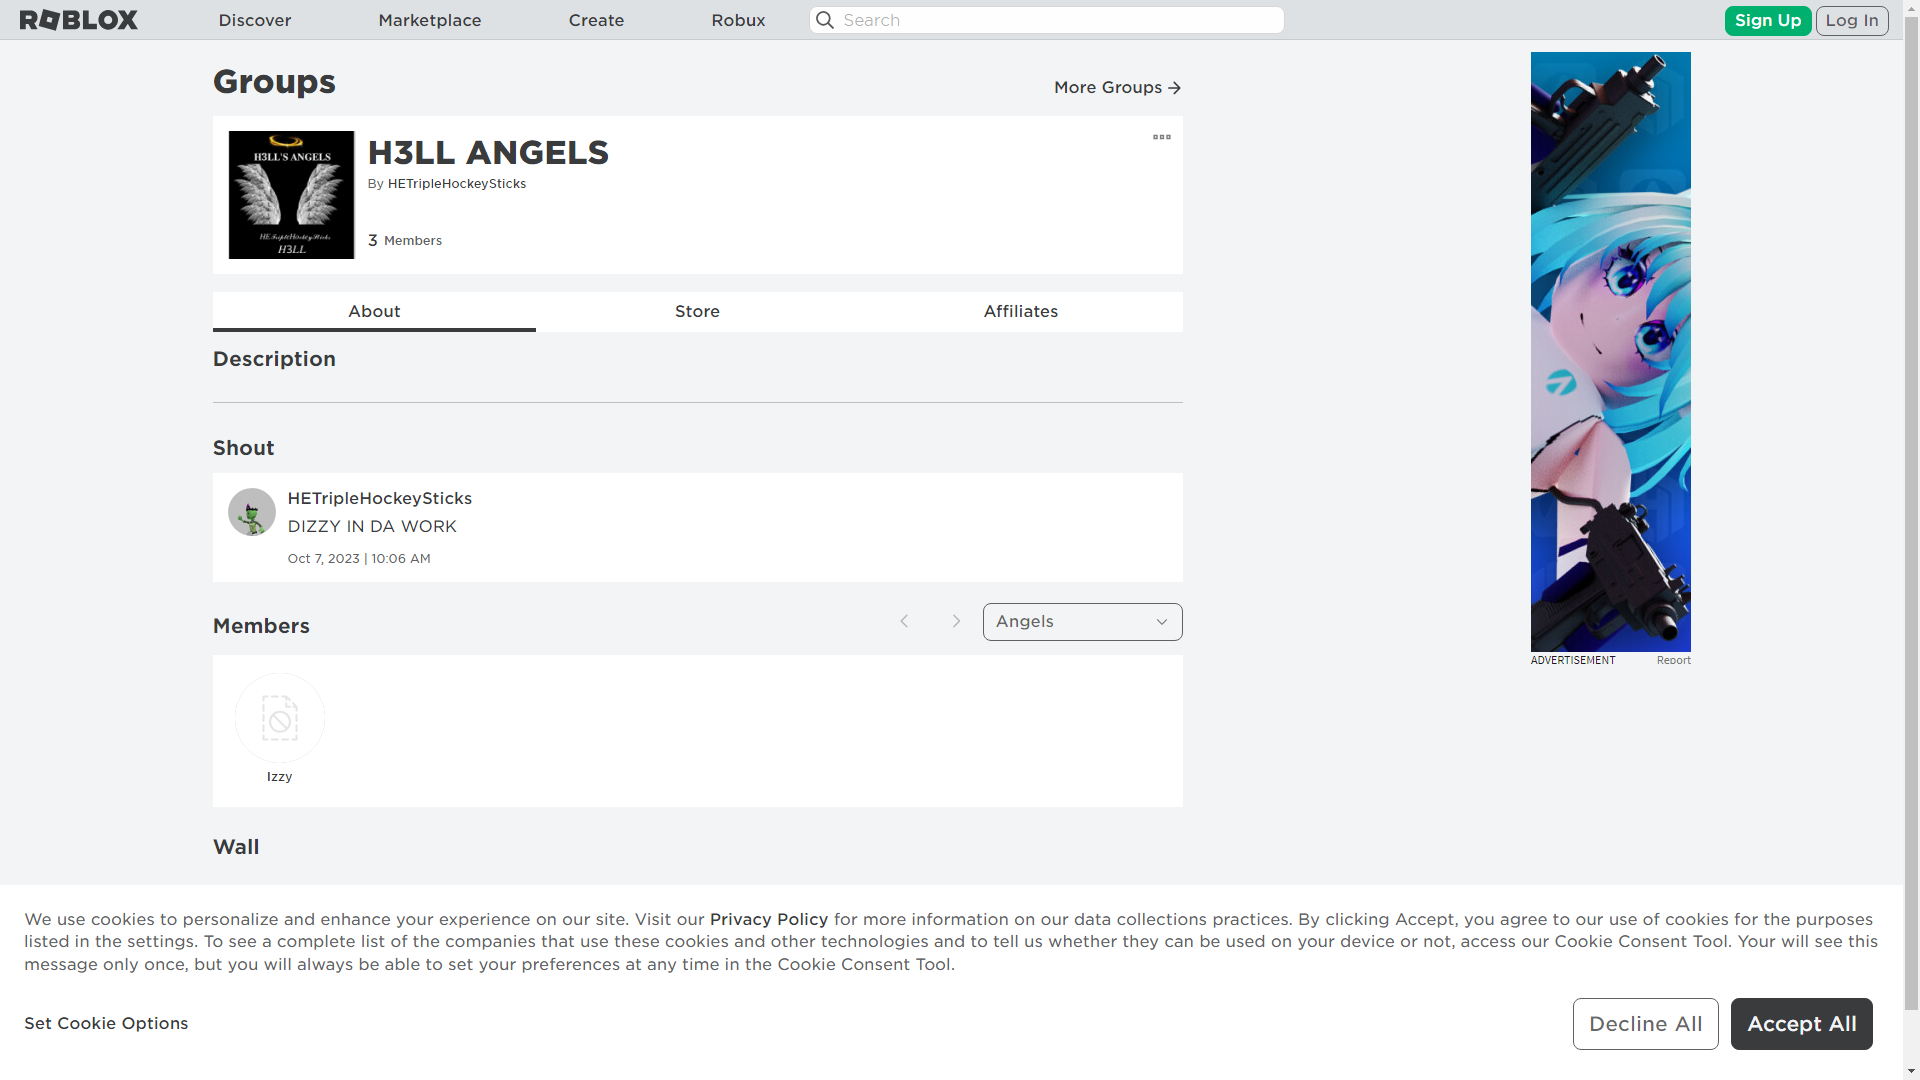 ROBLOX
Discover
Marketplace
Create
Robux
Search
Sign Up
Log In
Groups
More Groups
H3LL'S ANGELS
HETripleHockeySticks
H3LL
H3LL ANGELS
By HETripleHockeySticks
3 Members
About
Store
Affiliates
Description
Shout
HETripleHockeySticks
DIZZY IN DA WORK
Oct 7, 2023 | 10:06 AM
Members
Angels
Izzy
Wall
ADVERTISEMENT
Report
We use cookies to personalize and enhance your experience on our site. Visit our Privacy Policy for more information on our data collections practices. By clicking Accept, you agree to our use of cookies for the purposes
listed in the settings. To see a complete list of the companies that use these cookies and other technologies and to tell us whether they can be used on your device or not, access our Cookie Consent Tool. Your will see this
message only once, but you will always be able to set your preferences at any time in the Cookie Consent Tool.
Set Cookie Options
Decline All
Accept All